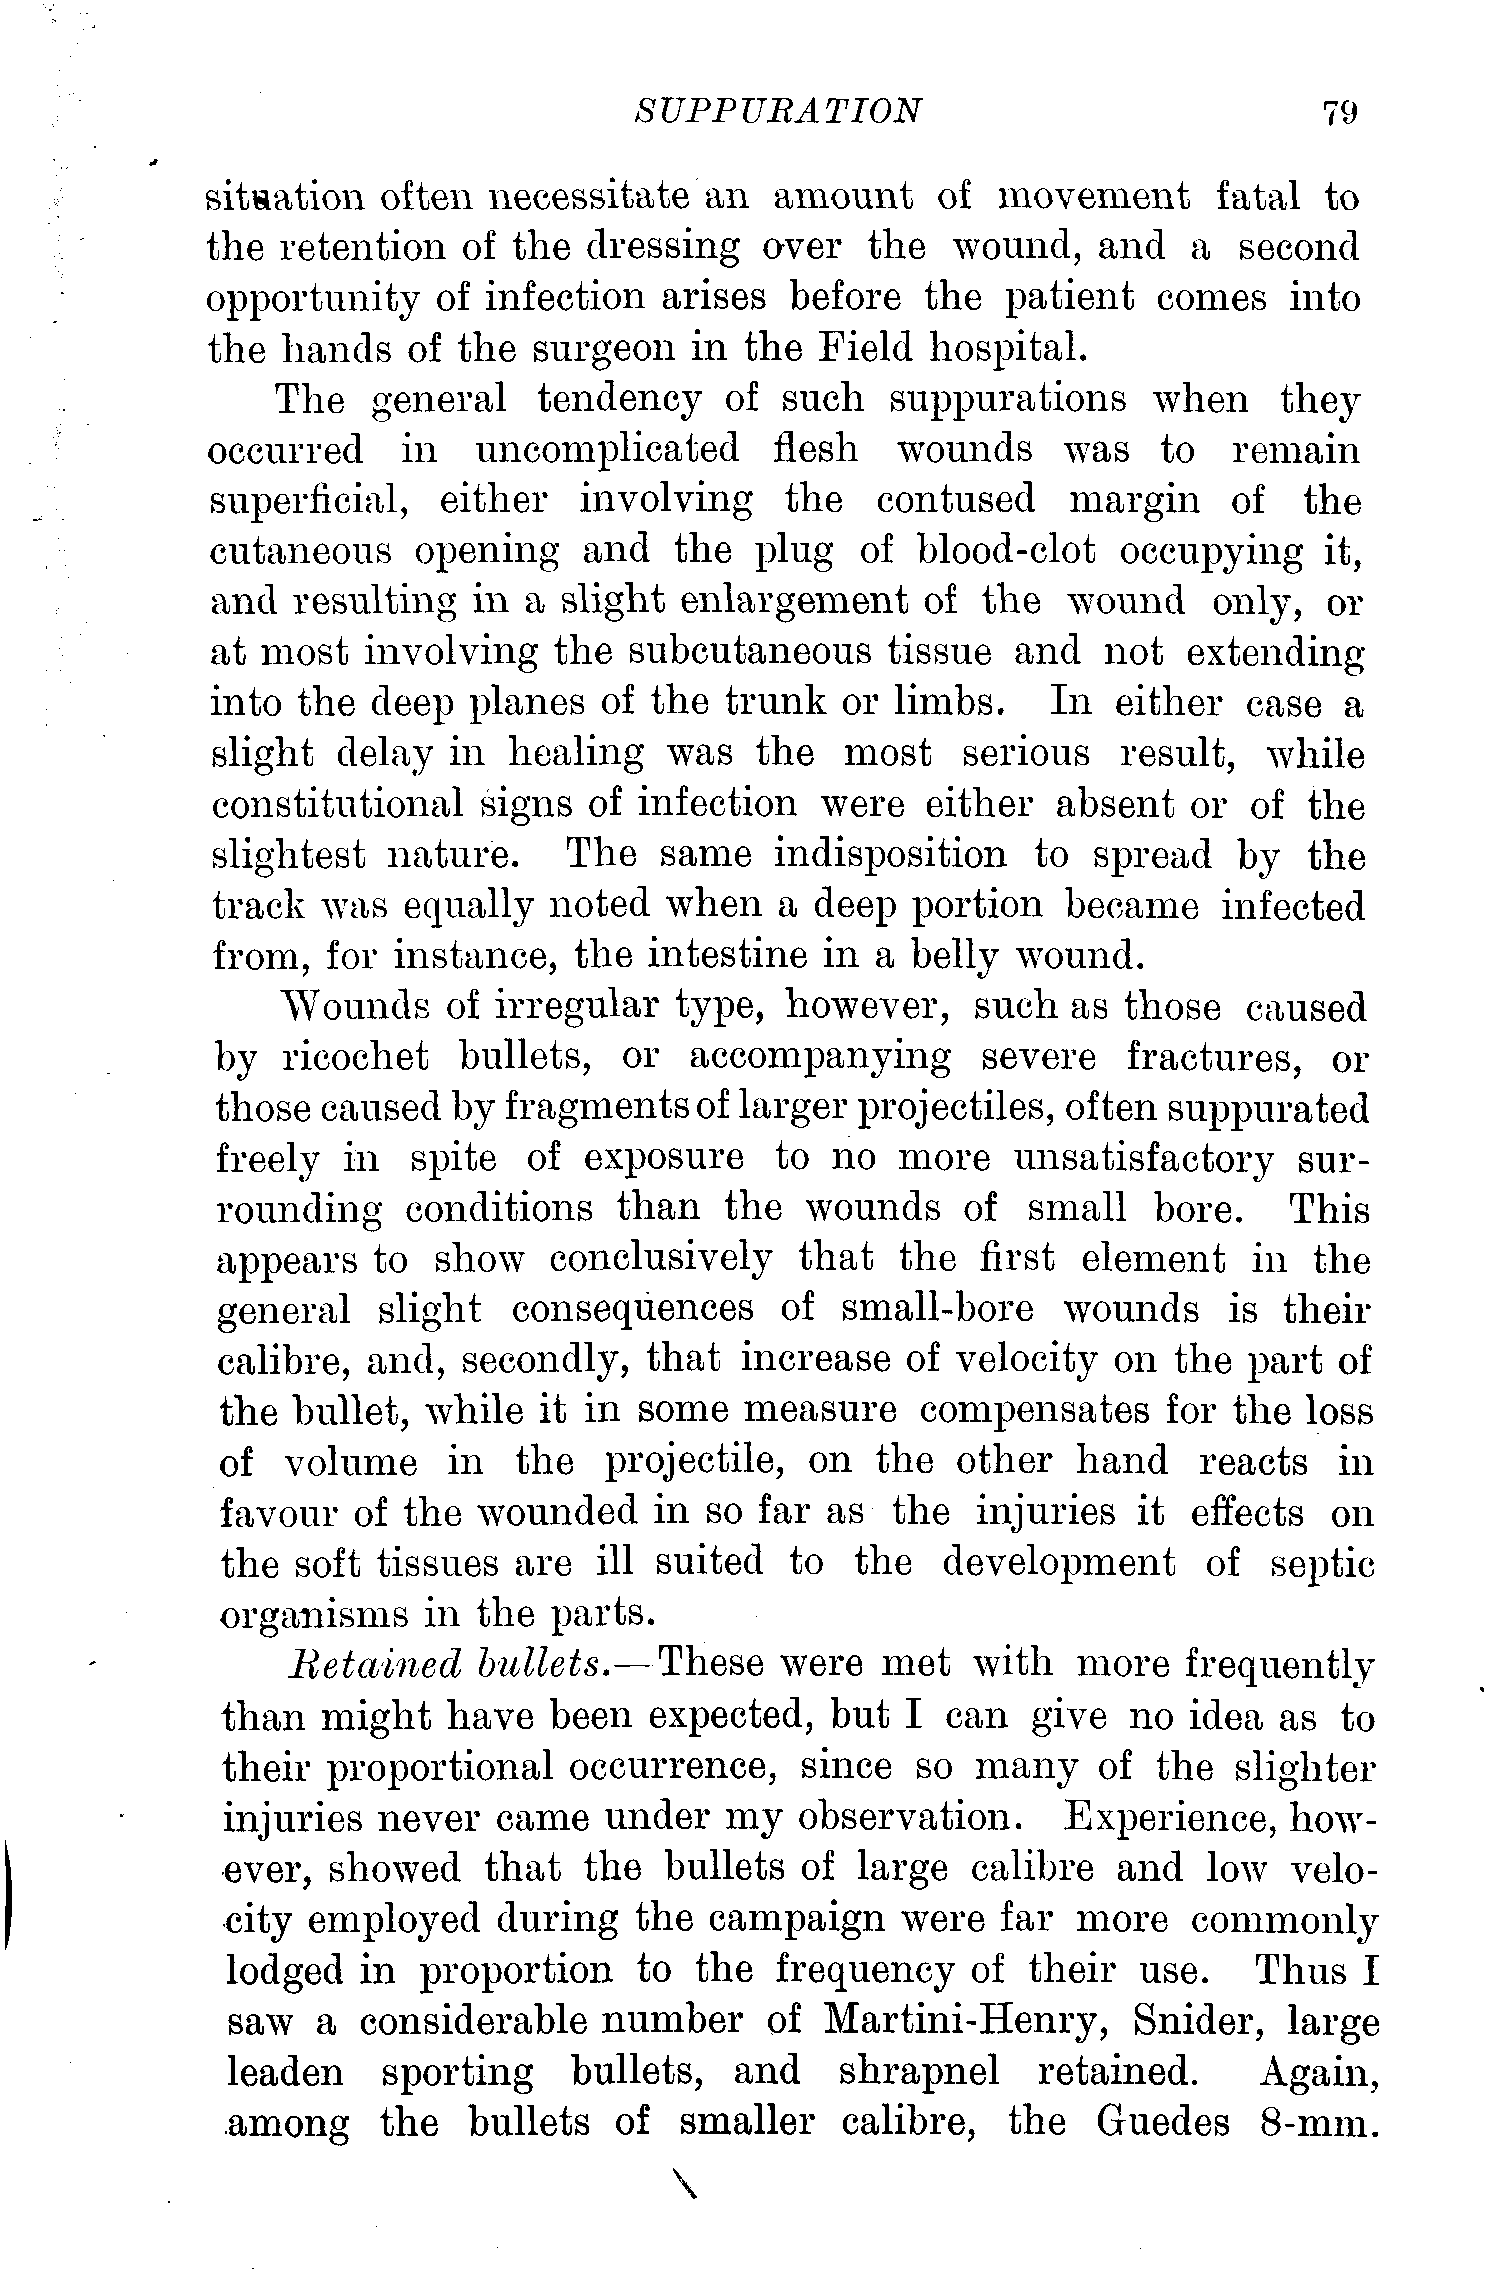 SUPPURATION 79
situation often necessitate an amount of movement fatal to
the retention of the dressing over the wound, and a second
opportunity of infection arises before the patient comes into
the hands of the surgeon in the Field hospital.
The general tendency of such suppurations when they
occurred in uncomplicated flesh wounds was to remain
superficial, either involving the contused margin of the
cutaneous opening and the plug of blood-clot occupying it,
and resulting in a slight enlargement of the wound only, or
at most involving the subcutaneous tissue and not extending
into the deep planes of the trunk or limbs. In either case a
slight delay in healing was the most serious result, while
constitutional signs of infection were either absent or of the
slightest nature. The same indisposition to spread by the
track was equally noted when a deep portion became infected
from, for instance, the intestine in a belly wound.
Wounds of irregular type, however, such as those caused
by ricochet bullets, or accompanying severe fractures, or
those caused by fragments of larger projectiles, often suppurated
freely in spite of exposure to no more unsatisfactory sur-
rounding conditions than the wounds of small bore. This
appears to show conclusively that the first element in the
general slight consequences of small-bore wounds is their
calibre, and, secondly, that increase of velocity on the part of
the bullet, while it in some measure compensates for the loss
of volume in the projectile, on the other hand reacts in
favour of the wounded in so far as the injuries it effects on
the soft tissues are ill suited to the development of septic
organisms in the parts.
Retained bullets.—These were met with more frequently
than might have been expected, but I can give no idea as to
their proportional occurrence, since so many of the slighter
injuries never came under my observation. Experience, how-
ever, showed that the bullets of large calibre and low velo-
city employed during the campaign were far more commonly
lodged in proportion to the frequency of their use. Thus I
saw a considerable number of Martini-Henry, Snider, large
leaden sporting bullets, and shrapnel retained. Again,
among the bullets of smaller calibre, the Guedes 8-mm.